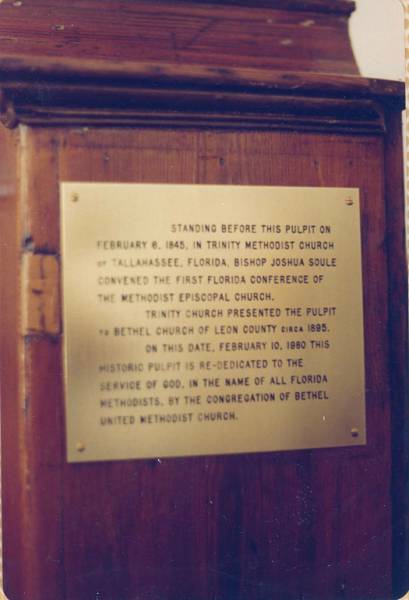 STANDING BEFORE THIS PULPIT ON
FEBRUARY 6, 1845, IN TRINITY METHODIST CHURCH
OF TALLAHASSEE, FLORIDA, BISHOP JOSHUA SOULE
CONVENED THE FIRST FLORIDA CONFERENCE OF
THE METHODIST EPISCOPAL CHURCH.
TRINITY CHURCH PRESENTED THE PULPIT
TO BETHEL CHURCH OF LEON COUNTY CIRCA 1895.
ON THIS DATE, FEBRUARY 10, 1980 THIS
HISTORIC PULPIT IS RE-DEDICATED TO THE
SERVICE OF GOD, IN THE NAME OF ALL FLORIDA
METHODISTS, BY THE CONGREGATION OF BETHEL
UNITED METHODIST CHURCH.